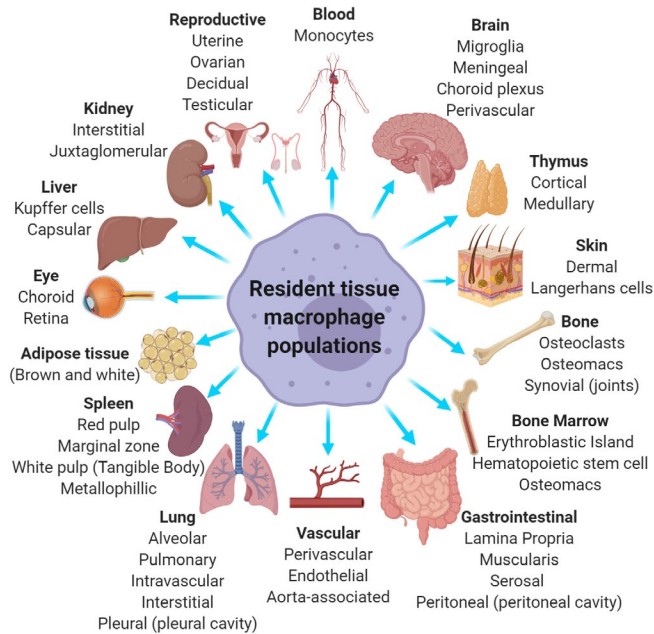 Blood
Monocytes
Brain
Migroglia
Meningeal
Choroid plexus
Perivascular
Thymus
Cortical
Medullary
Skin
Dermal
Langerhans cells
Bone
Osteoclasts
Osteomacs
Synovial (joints)
Bone Marrow
Erythroblastic Island
Hematopoietic stem cell
Osteomacs
Gastrointestinal
Lamina Propria
Muscularis
Serosal
Peritoneal (peritoneal cavity)
Vascular
Perivascular
Endothelial
Aorta-associated
Lung
Alveolar
Pulmonary
Intravascular
Interstitial
Pleural (pleural cavity)
Spleen
Red pulp
Marginal zone
White pulp (Tangible Body)
Metallophillic
Adipose tissue
(Brown and white)
Eye
Choroid
Retina
Liver
Kupffer cells
Capsular
Kidney
Interstitial
Juxtaglomerular
Reproductive
Uterine
Ovarian
Decidual
Testicular
Resident tissue
macrophage
populations